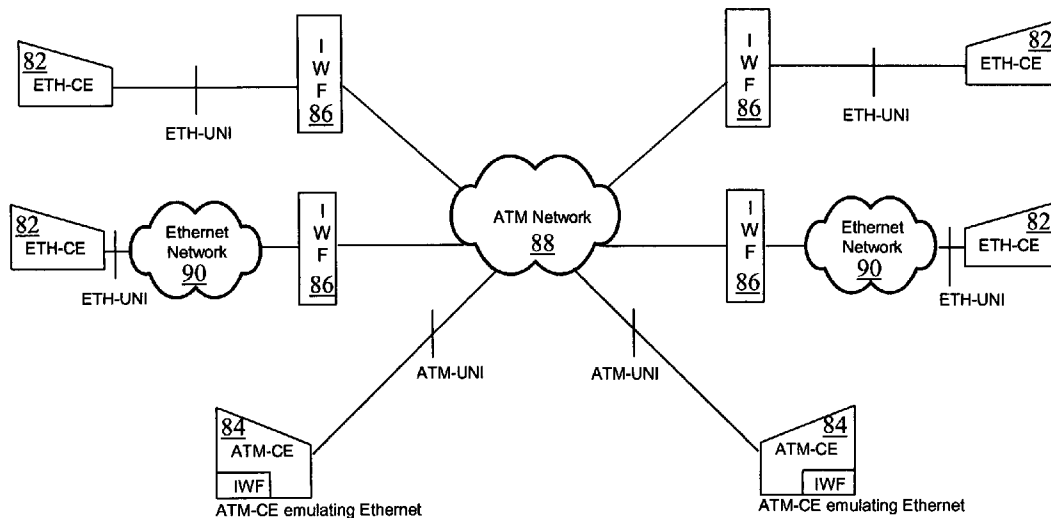 82
ETH-CE
ETH-UNI
I
W
F
86
I
W
F
86
ETH-UNI
82
ETH-CE
82
ETH-CE
ETH-UNI
Ethernet
Network
90
I
W
F
86
ATM Network
88
I
W
F
86
Ethernet
Network
90
ETH-UNI
82
ETH-CE
ATM-UNI
ATM-UNI
84
ATM-CE
IWF
ATM-CE emulating Ethernet
84
ATM-CE
IWF
ATM-CE emulating Ethernet